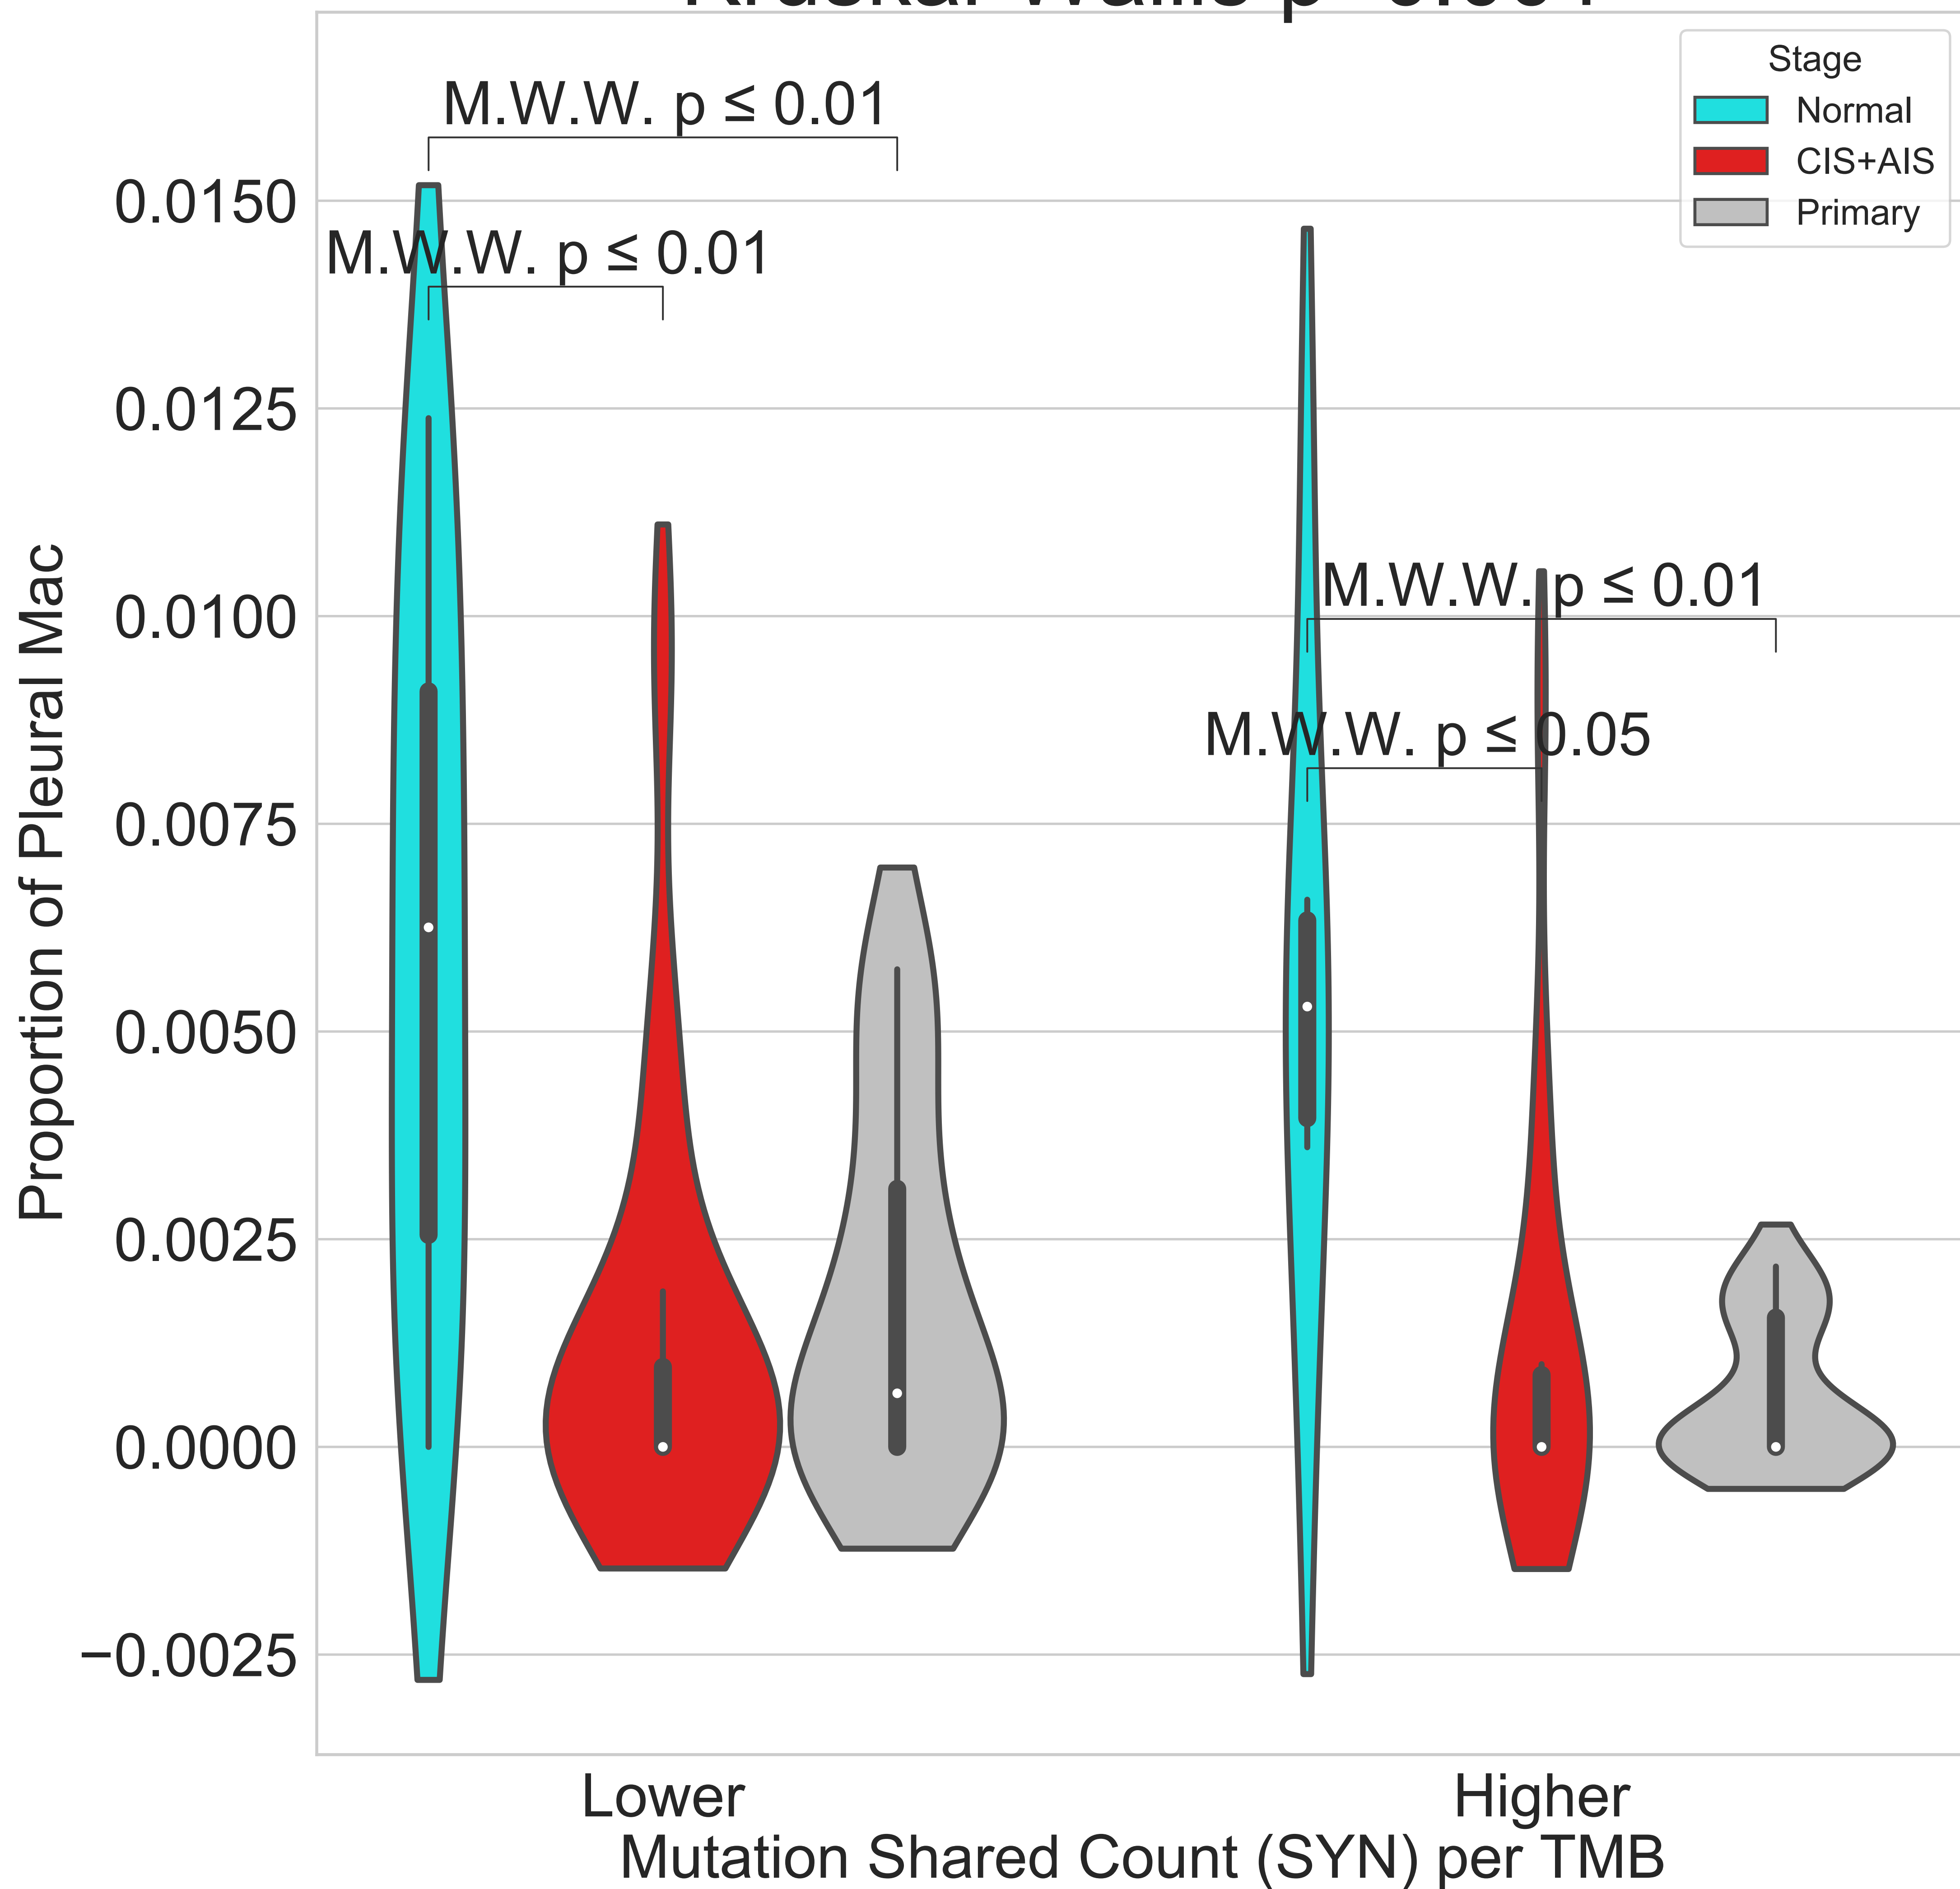 Stage
Normal
CIS+AIS
Primary
M.W.W. p ≤ 0.01
M.W.W. p ≤ 0.01
M.W.W. p ≤ 0.01
M.W.W. p ≤ 0.05
0.0150
0.0125
0.0100
0.0075
0.0050
0.0025
0.0000
−0.0025
Proportion of Pleural Mac
Lower
Higher
Mutation Shared Count (SYN) per TMB